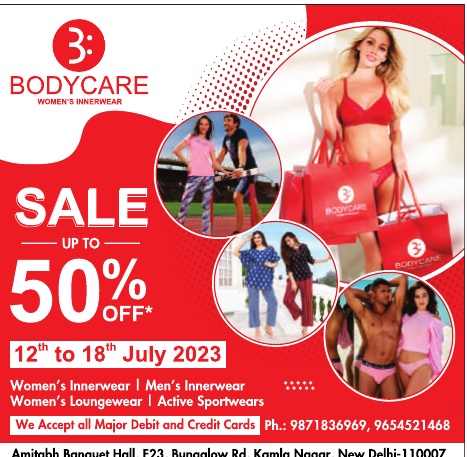 B:
BODYCARE
WOMEN'S INNERWEAR
SALE
UP TO
50%
OFF*
12th to 18th July 2023
Women's Innerwear | Men's Innerwear
Women's Loungewear | Active Sportwears
We Accept all Major Debit and Credit Cards
Ph.: 9871836969, 9654521468
Amitabh Banquet Hall, E23, Bungalow Rd, Kamla Nagar, New Delhi-110007
B:
BODYCARE
B:
BODYCARE